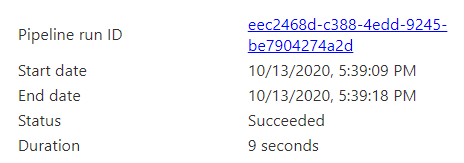 Pipeline run ID eec2468d-c388-4edd-9245-
be7904274a2d
Start date 10/13/2020, 5:39:09 PM
End date 10/13/2020, 5:39:18 PM
Status Succeeded
Duration 9 seconds